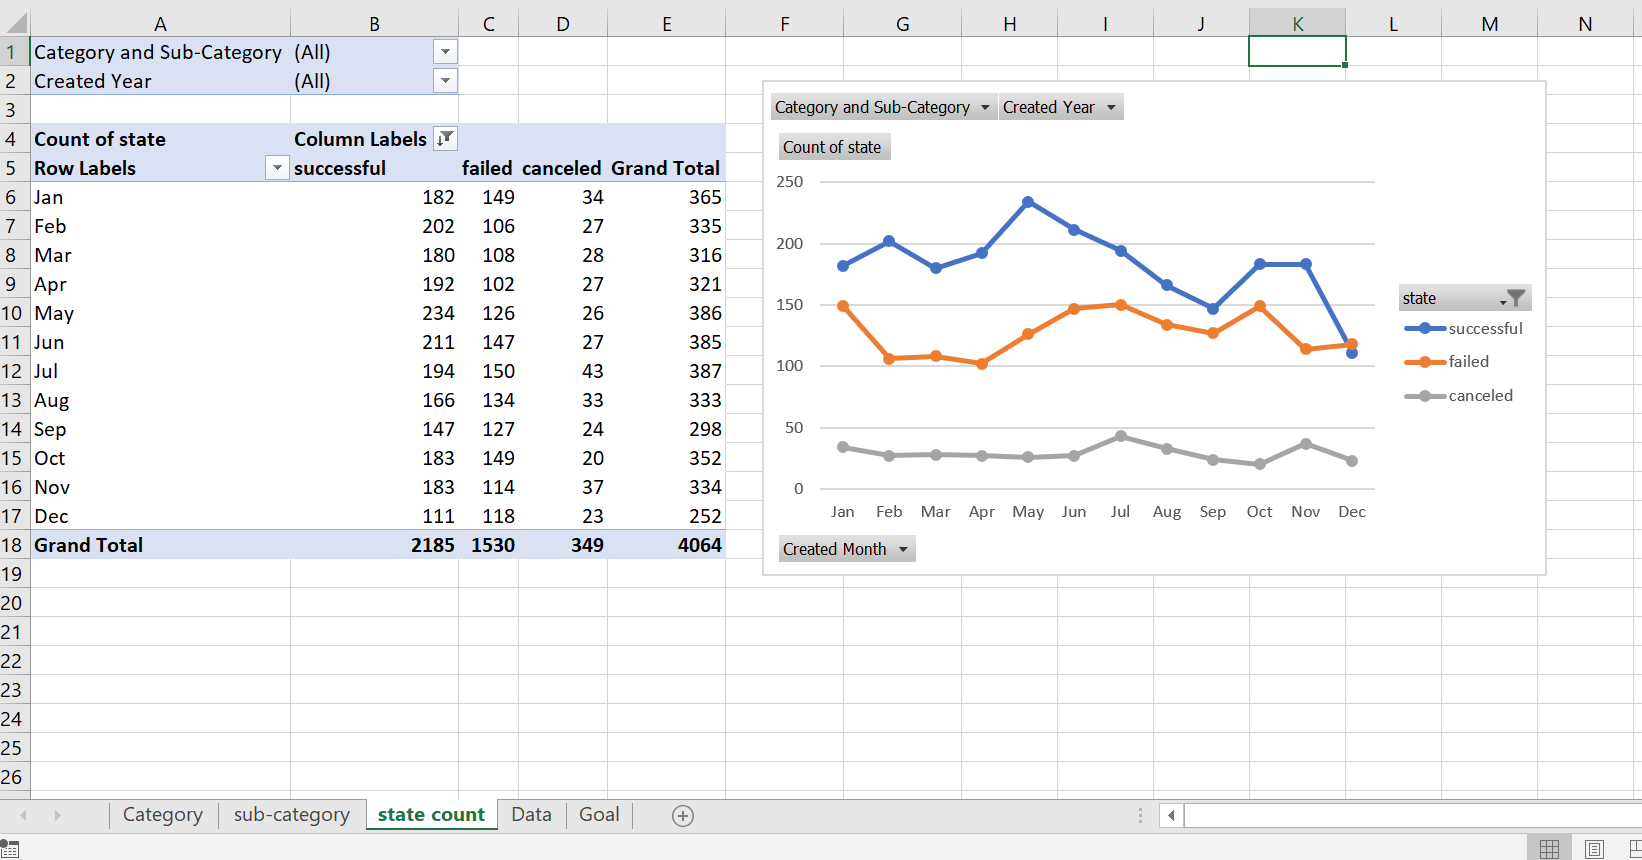 A B C D E F G H I J K L M N
1 Category and Sub-Category (All)
2 Created Year (All)
3
4 Count of state Column Labels
5 Row Labels successful failed canceled Grand Total
6 Jan 182 149 34 365
7 Feb 202 106 27 335
8 Mar 180 108 28 316
9 Apr 192 102 27 321
10 May 234 126 26 386
11 Jun 211 147 27 385
12 Jul 194 150 43 387
13 Aug 166 134 33 333
14 Sep 147 127 24 298
15 Oct 183 149 20 352
16 Nov 183 114 37 334
17 Dec 111 118 23 252
18 Grand Total 2185 1530 349 4064
19
20
21
22
23
24
25
26
Category and Sub-Category Created Year
Count of state
250
200
150
100
50
0
Jan Feb Mar Apr May Jun Jul Aug Sep Oct Nov Dec
Created Month
state
successful
failed
canceled
Category sub-category state count Data Goal